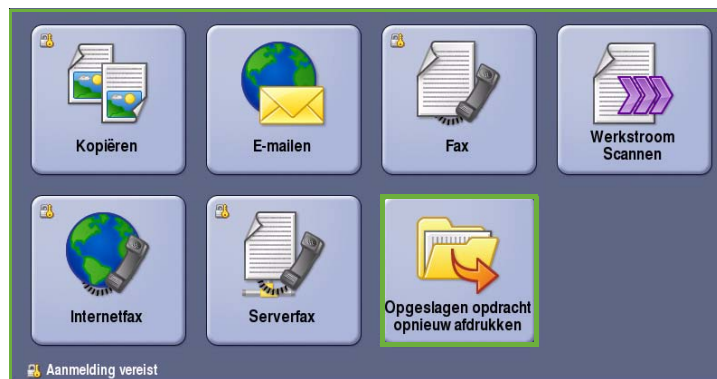 Kopiëren
E-mailen
Fax
Werkstroom
Scannen
Internetfax
Serverfax
Opgeslagen opdracht
opnieuw afdrukken
Aanmelding vereist